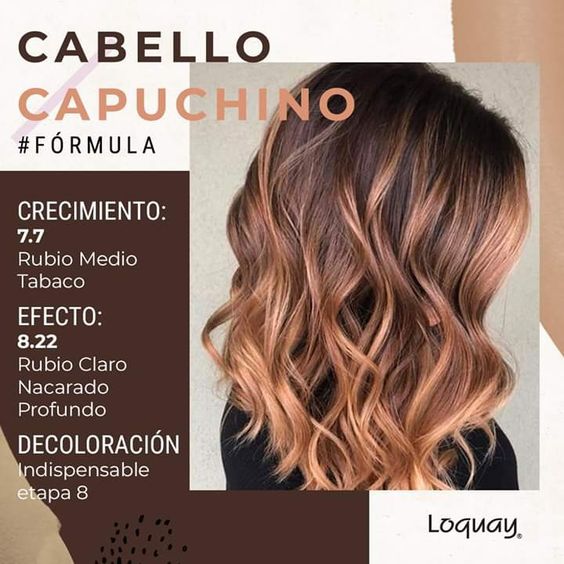 CABELLO
CAPUCHINO
#FÓRMULA
CRECIMIENTO:
7.7
Rubio Medio
Tabaco
EFECTO:
8.22
Rubio Claro
Nacarado
Profundo
DECOLORACIÓN
Indispensable
etapa 8
Loquay®